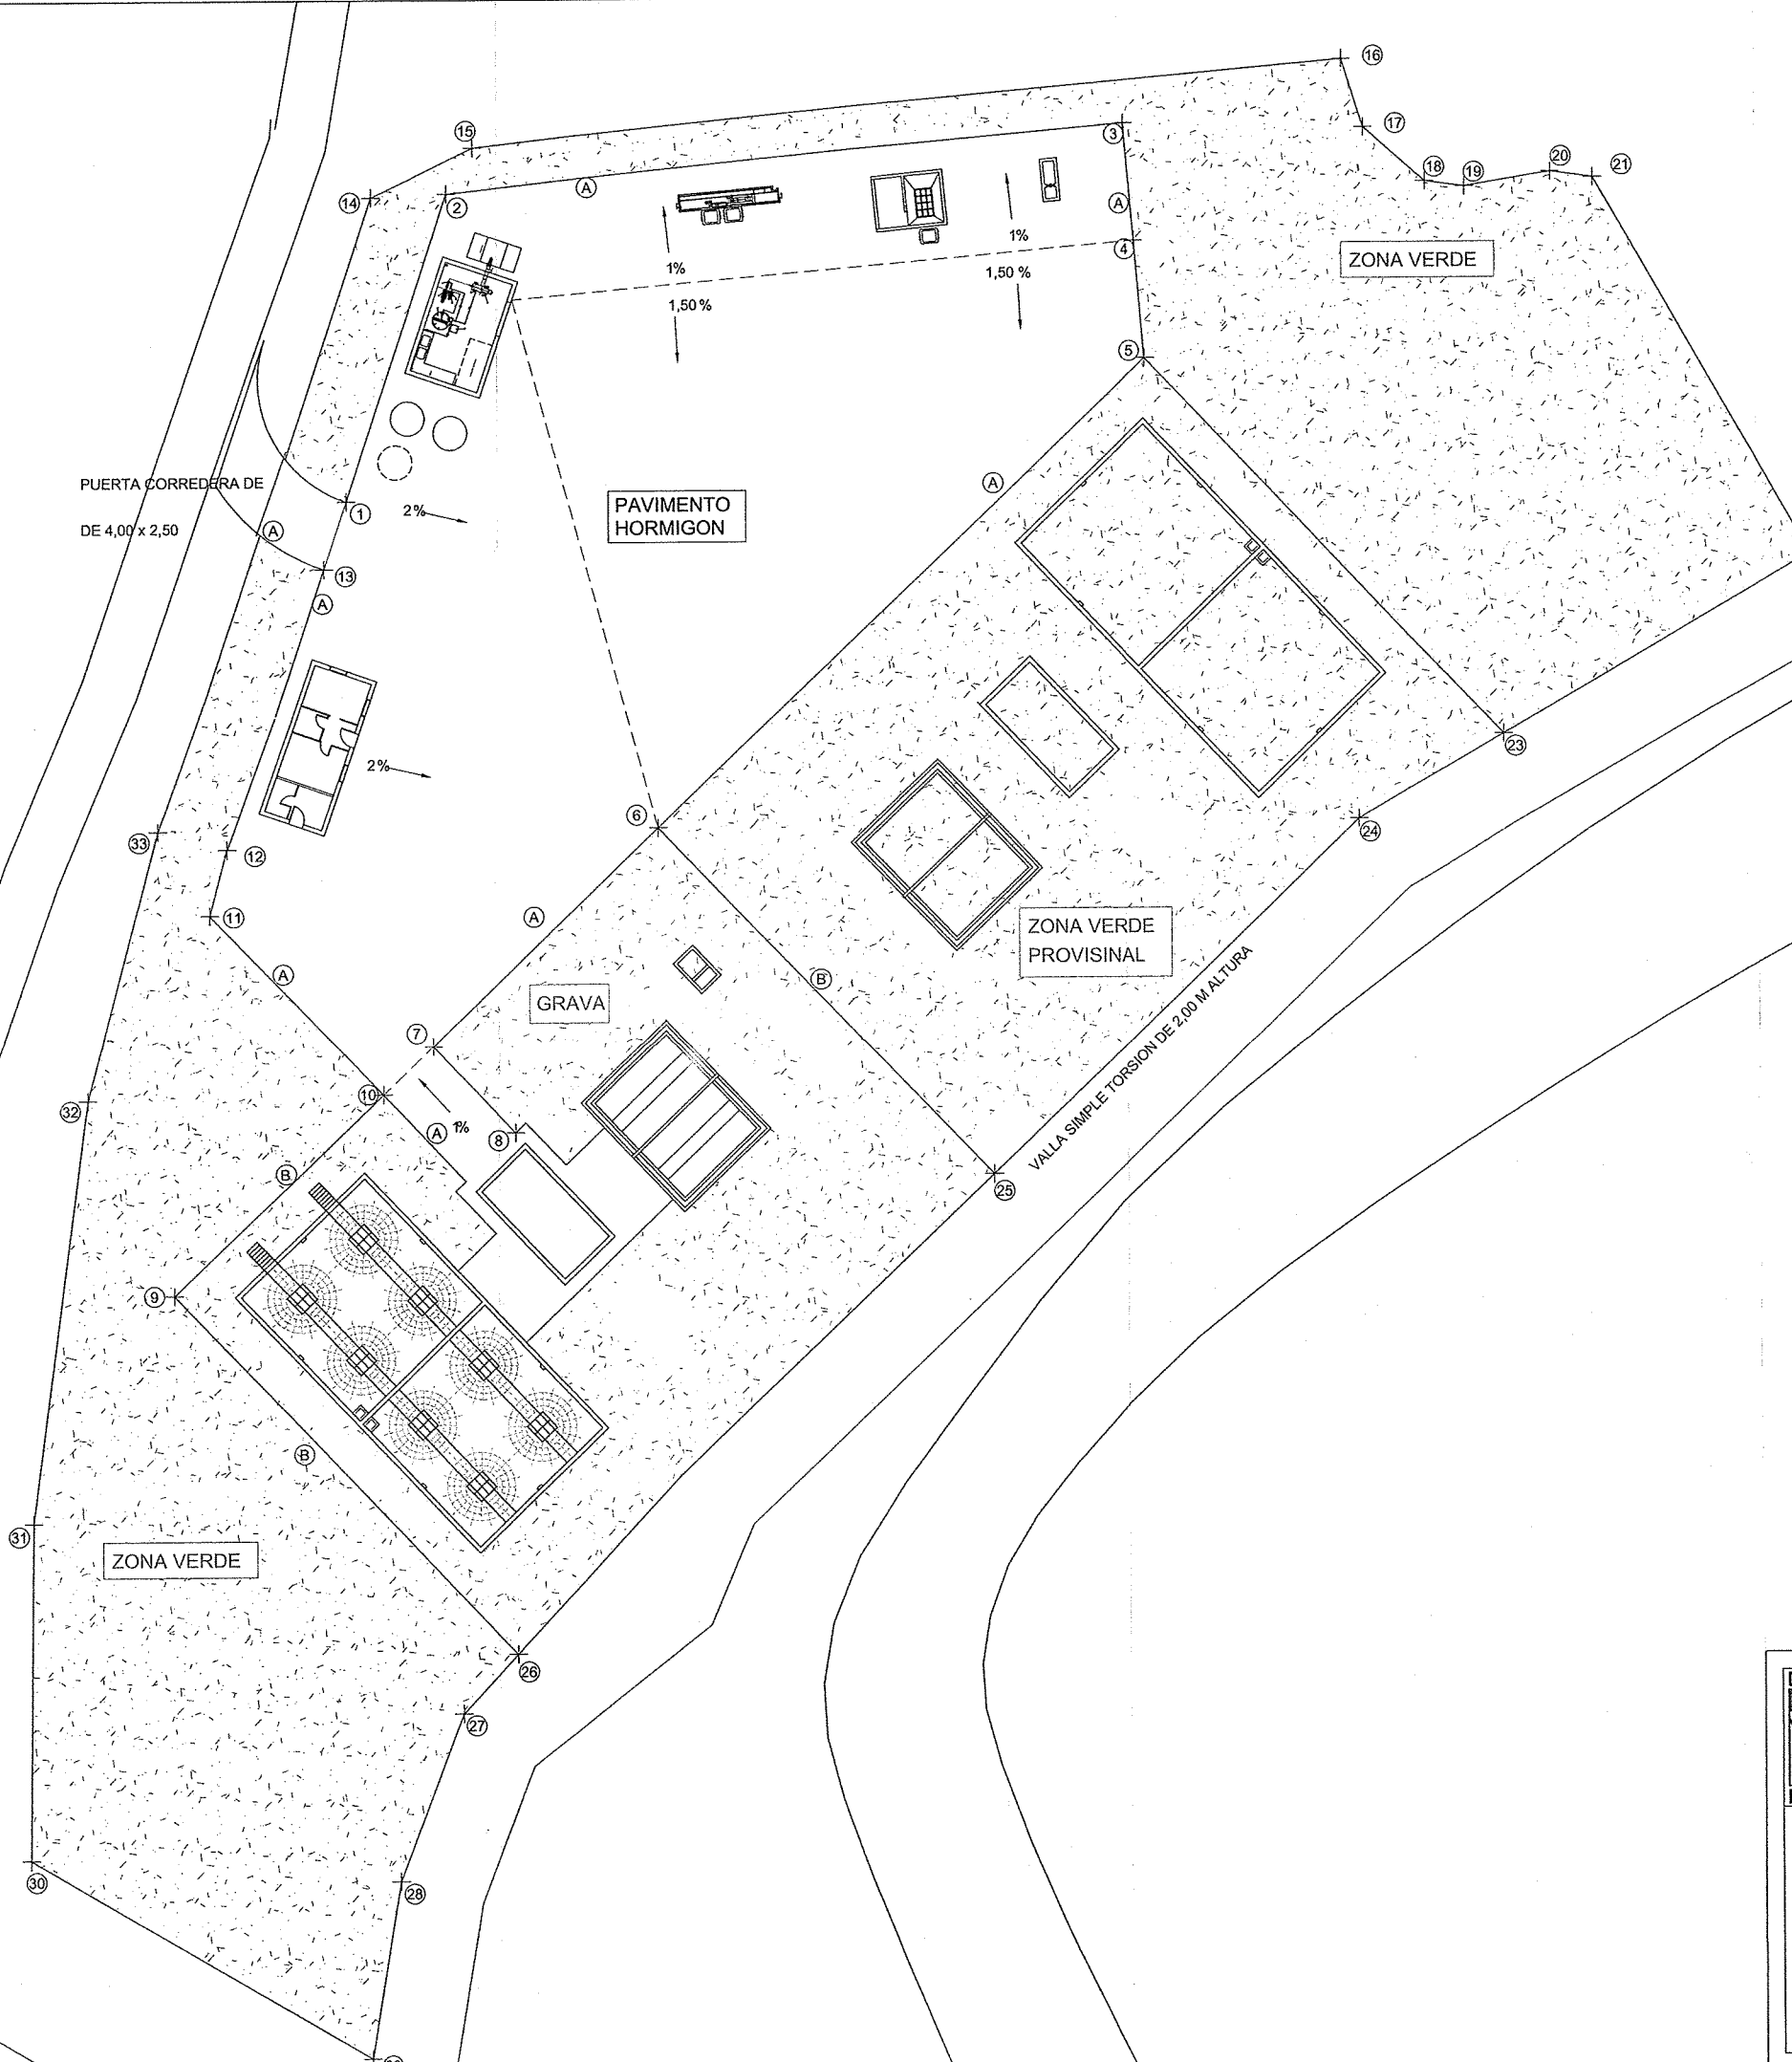 16
17
15
3
18
19
20
21
14
2
A
A
4
1%
1%
ZONA VERDE
1,50 %
1,50 %
5
PUERTA CORREDERA DE
DE 4,00 x 2,50
A
1
2%
PAVIMENTO
HORMIGON
A
13
A
23
2%
6
24
33
12
11
A
A
ZONA VERDE
PROVISINAL
B
GRAVA
7
VALLA SIMPLE TORSION DE 2,00 M ALTURA
10
32
A
1%
8
B
25
9
B
31
ZONA VERDE
26
27
30
28